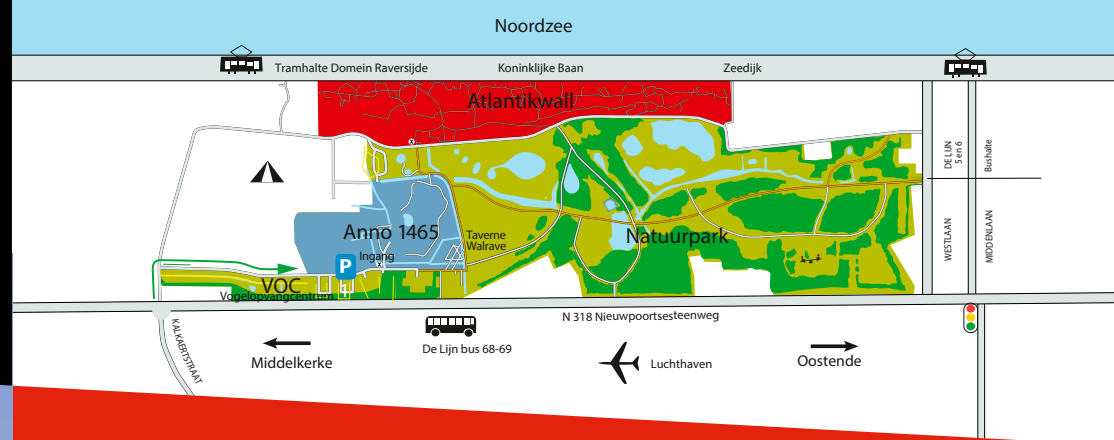 Noordzee
Tramhalte Domein Raversijde
Koninklijke Baan
Zeedijk
Atlantikwall
DE LIJN
5 en 6
Bushalte
Anno 1465
Ingang
Taverne
Walrave
Natuurpark
WESTLAAN
MIDDENLAAN
P
VOC
Vogelopvangcentrum
N 318 Nieuwpoortsesteenweg
KALKAERTSTRAAT
De Lijn bus 68-69
Middelkerke
Luchthaven
Oostende